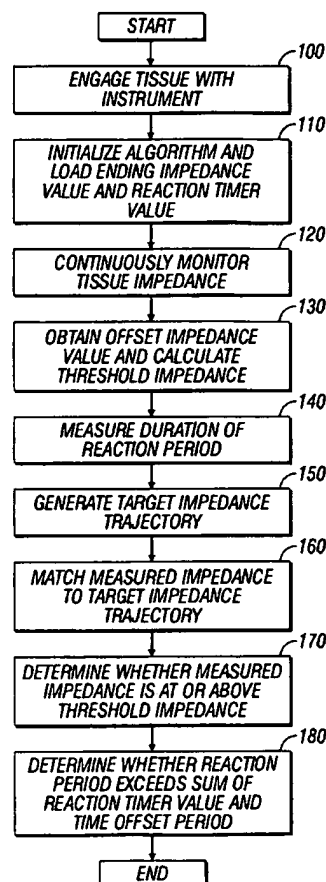 START
100
ENGAGE TISSUE WITH
INSTRUMENT
110
INITIALIZE ALGORITHM AND
LOAD ENDING IMPEDANCE
VALUE AND REACTION TIMER
VALUE
120
CONTINUOUSLY MONITOR
TISSUE IMPEDANCE
130
OBTAIN OFFSET IMPEDANCE
VALUE AND CALCULATE
THRESHOLD IMPEDANCE
140
MEASURE DURATION OF
REACTION PERIOD
150
GENERATE TARGET IMPEDANCE
TRAJECTORY
160
MATCH MEASURED IMPEDANCE
TO TARGET IMPEDANCE
TRAJECTORY
170
DETERMINE WHETHER MEASURED
IMPEDANCE IS AT OR ABOVE
THRESHOLD IMPEDANCE
180
DETERMINE WHETHER REACTION
PERIOD EXCEEDS SUM OF
REACTION TIMER VALUE AND
TIME OFFSET PERIOD
END